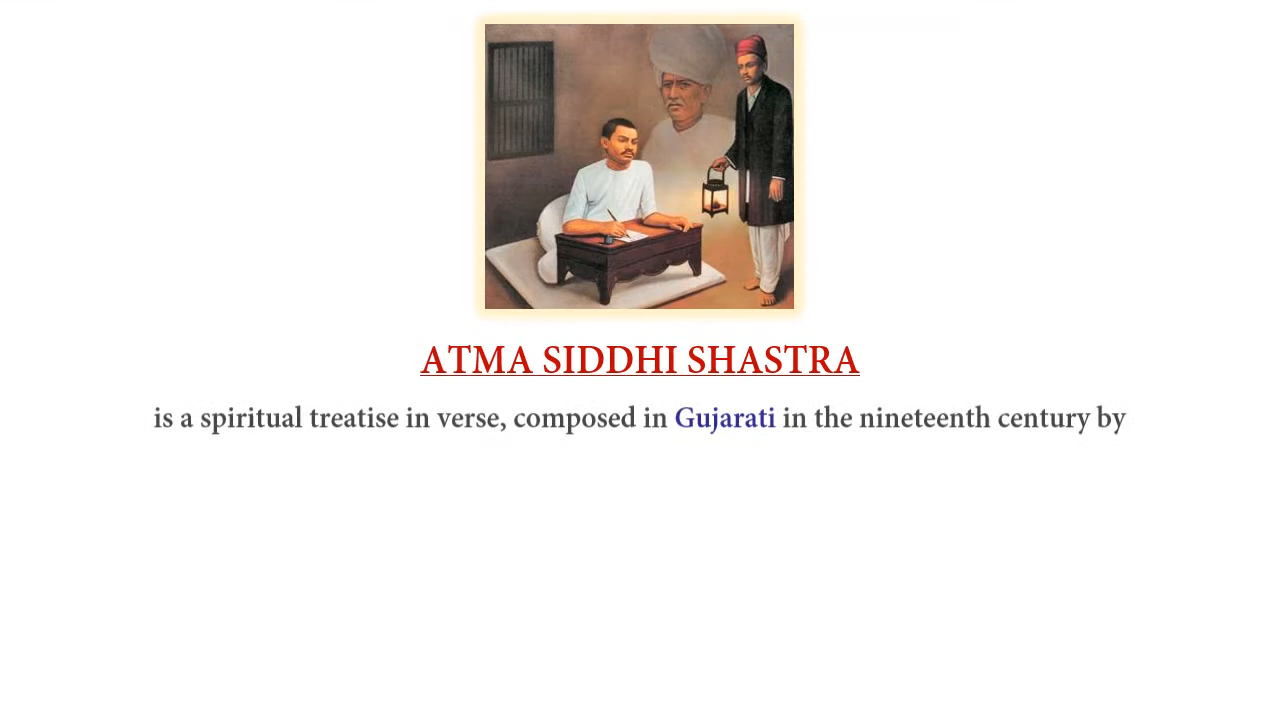 ATMA SIDDHI SHASTRA
is a spiritual treatise in verse, composed in Gujarati in the nineteenth century by